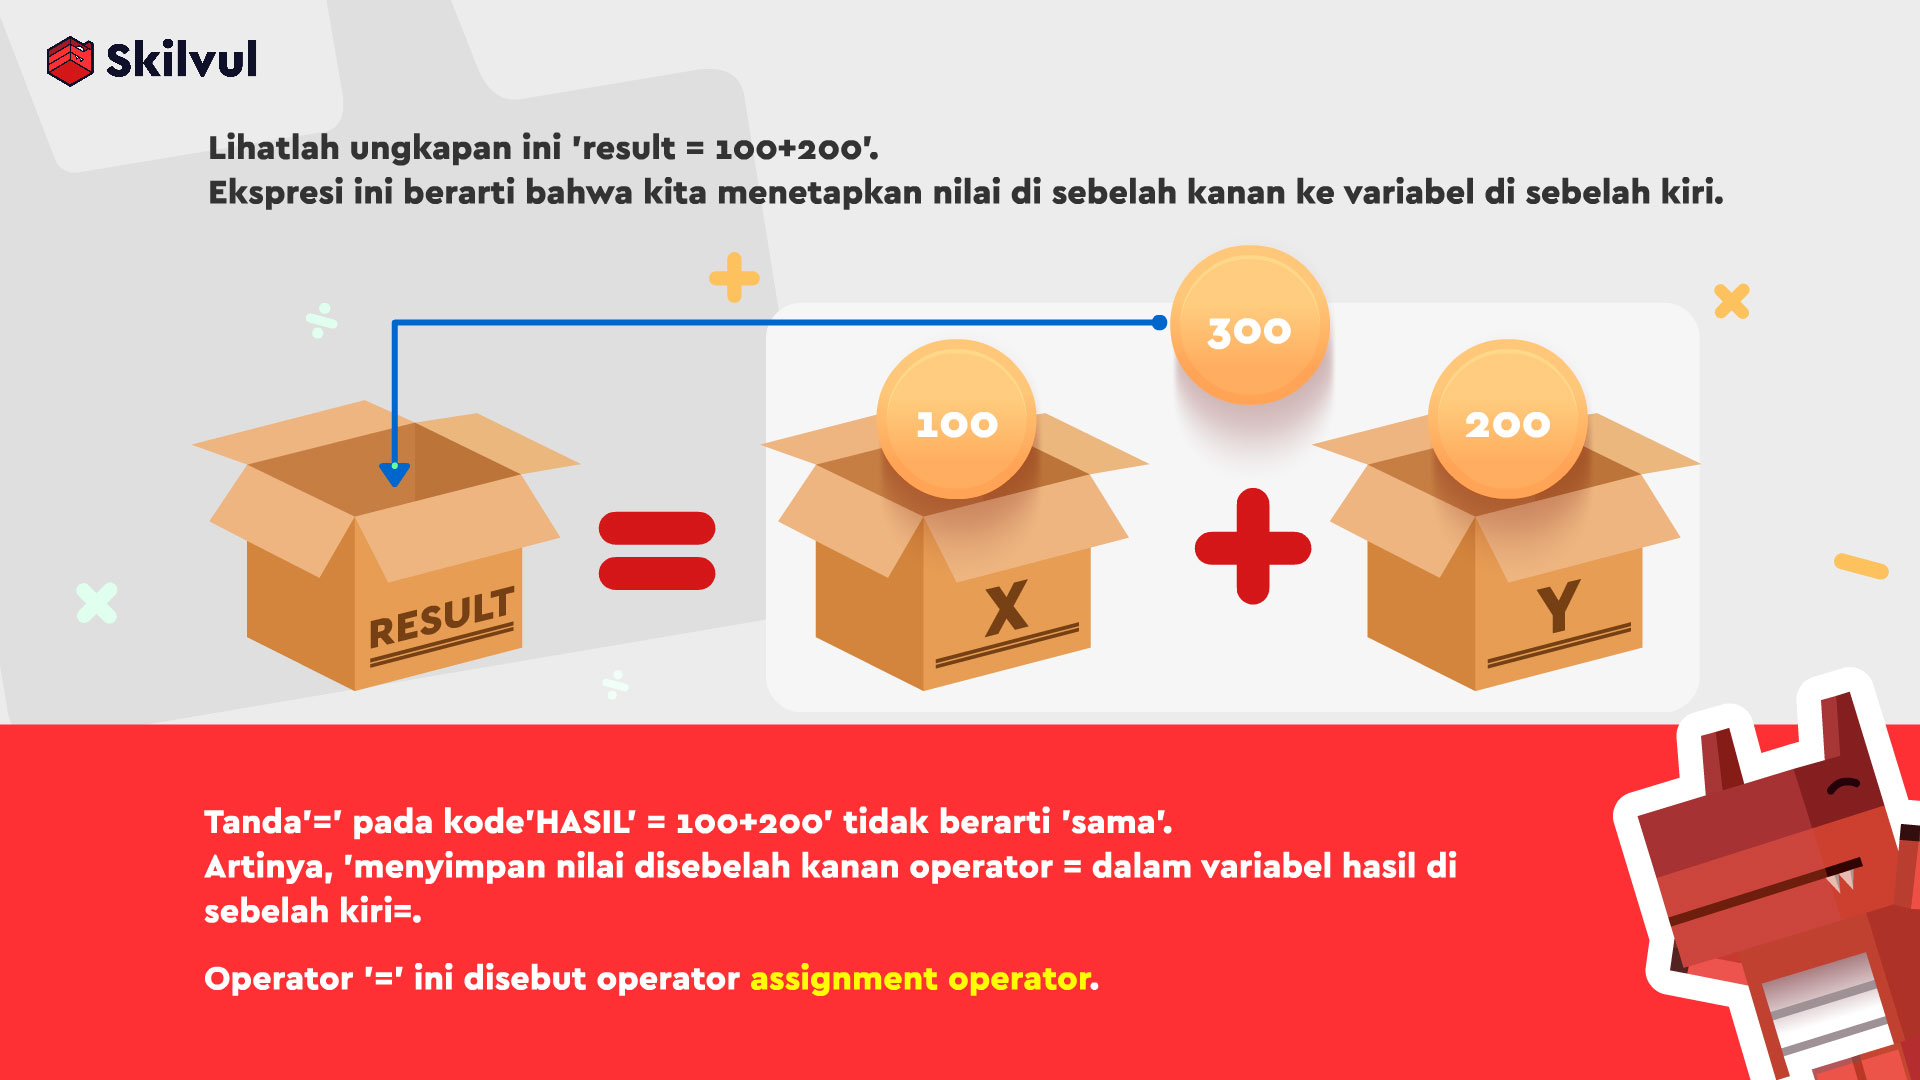 Skilvul
Lihatlah ungkapan ini 'result = 100+200'.
Ekspresi ini berarti bahwa kita menetapkan nilai di sebelah kanan ke variabel di sebelah kiri.
300
100
200
RESULT
X
Y
Tanda'=' pada kode'HASIL' = 100+200' tidak berarti 'sama'.
Artinya, 'menyimpan nilai disebelah kanan operator = dalam variabel hasil di
sebelah kiri=.
Operator '=' ini disebut operator assignment operator.